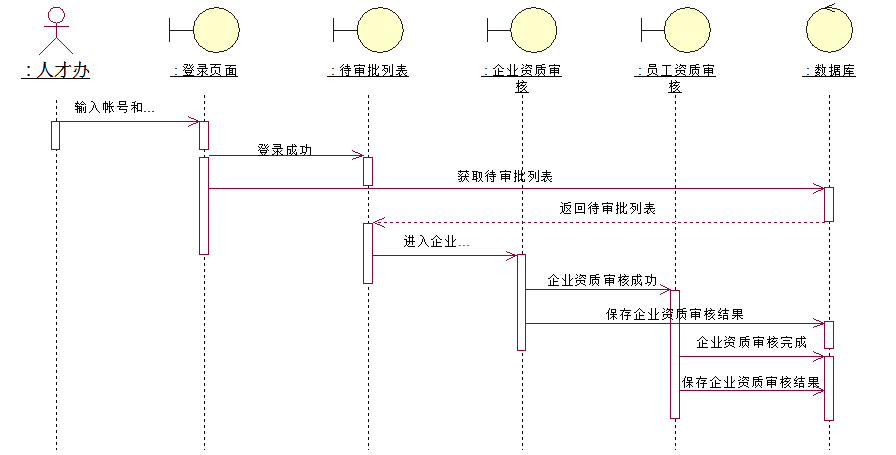 : 人才办
: 登录页面
: 待审批列表
: 企业资质审
核
: 员工资质审
核
: 数据库
输入帐号和...
登录成功
获取待审批列表
返回待审批列表
进入企业...
企业资质审核成功
保存企业资质审核结果
企业资质审核完成
保存企业资质审核结果